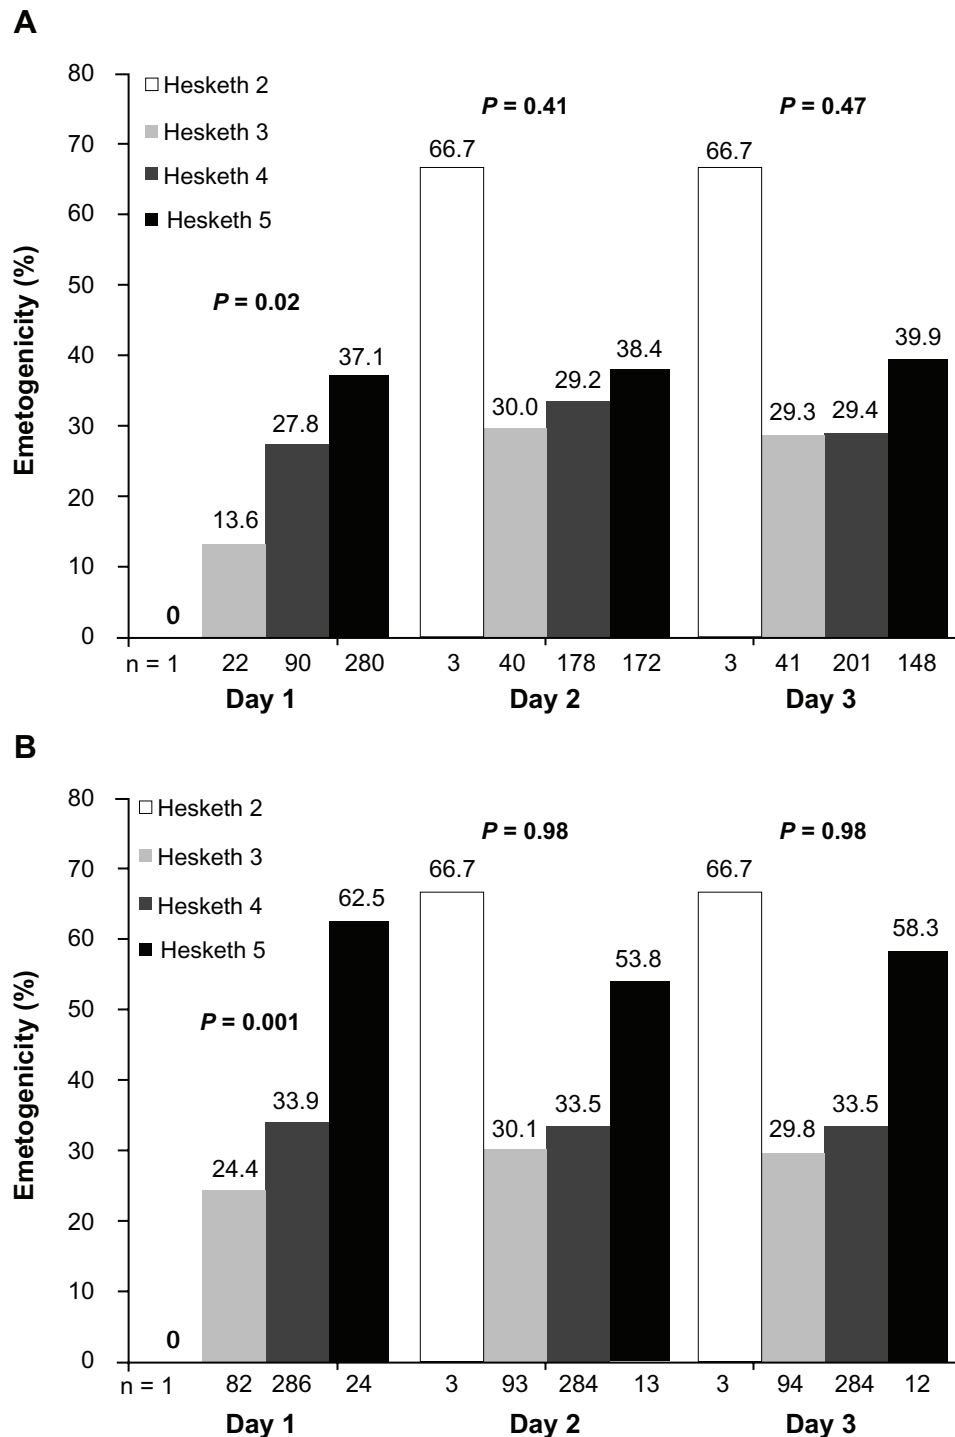 A
80
70
60
50
40
30
20
10
0
Emetogenicity (%)
Hesketh 2
Hesketh 3
Hesketh 4
Hesketh 5
P = 0.02
P = 0.41
P = 0.47
0
13.6
27.8
37.1
66.7
30.0
29.2
38.4
66.7
29.3
29.4
39.9
n = 1 22 90 280 3 40 178 172 3 41 201 148
Day 1 Day 2 Day 3
B
80
70
60
50
40
30
20
10
0
Emetogenicity (%)
Hesketh 2
Hesketh 3
Hesketh 4
Hesketh 5
P = 0.001
P = 0.98
P = 0.98
0
24.4
33.9
62.5
66.7
30.1
33.5
53.8
66.7
29.8
33.5
58.3
n = 1 82 286 24 3 93 284 13 3 94 284 12
Day 1 Day 2 Day 3